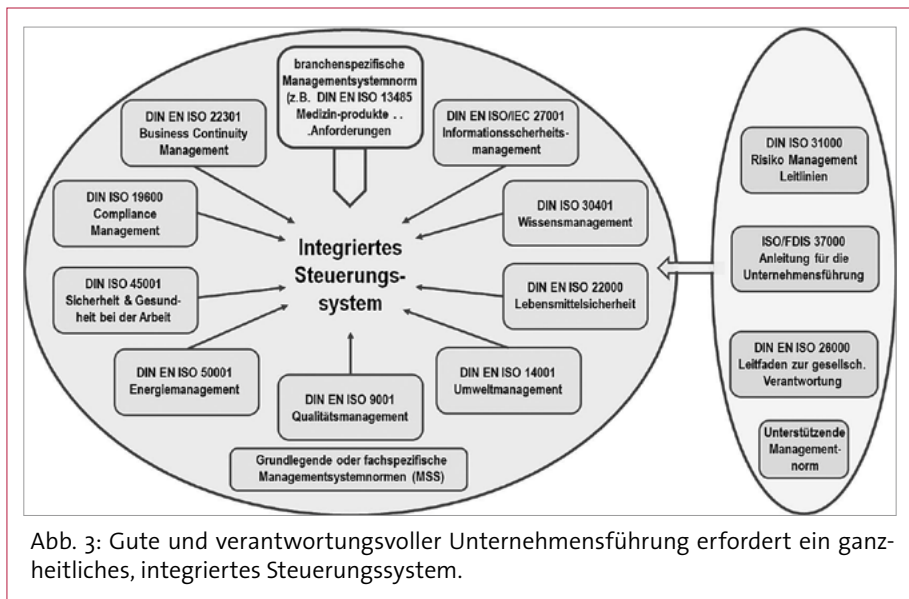 branchenspezifische
Managementsystemnorm
(z.B. DIN EN ISO 13485
Medizin-produkte . .
.Anforderungen
DIN EN ISO 22301
Business Continuity
Management
DIN EN ISO/IEC 27001
Informationsscherheits-
management
DIN ISO 19600
Compliance
Management
DIN ISO 30401
Wissensmanagement
Integriertes
Steuerungs-
system
DIN ISO 45001
Sicherheit & Gesund-
heit bei der Arbeit
DIN EN ISO 22000
Lebensmittelsicherheit
DIN EN ISO 50001
Energiemanagement
DIN EN ISO 9001
Qualitätsmanagement
DIN EN ISO 14001
Umweltmanagement
Grundlegende oder fachspezifische
Managementsystemnormen (MSS)
DIN ISO 31000
Risiko Management
Leitlinien
ISO/FDIS 37000
Anleitung für die
Unternehmensführung
DIN EN ISO 26000
Leitfaden zur gesellsch.
Verantwortung
Unterstützende
Management-
norm
Abb. 3: Gute und verantwortungsvoller Unternehmensführung erfordert ein ganz-
heitliches, integriertes Steuerungssystem.